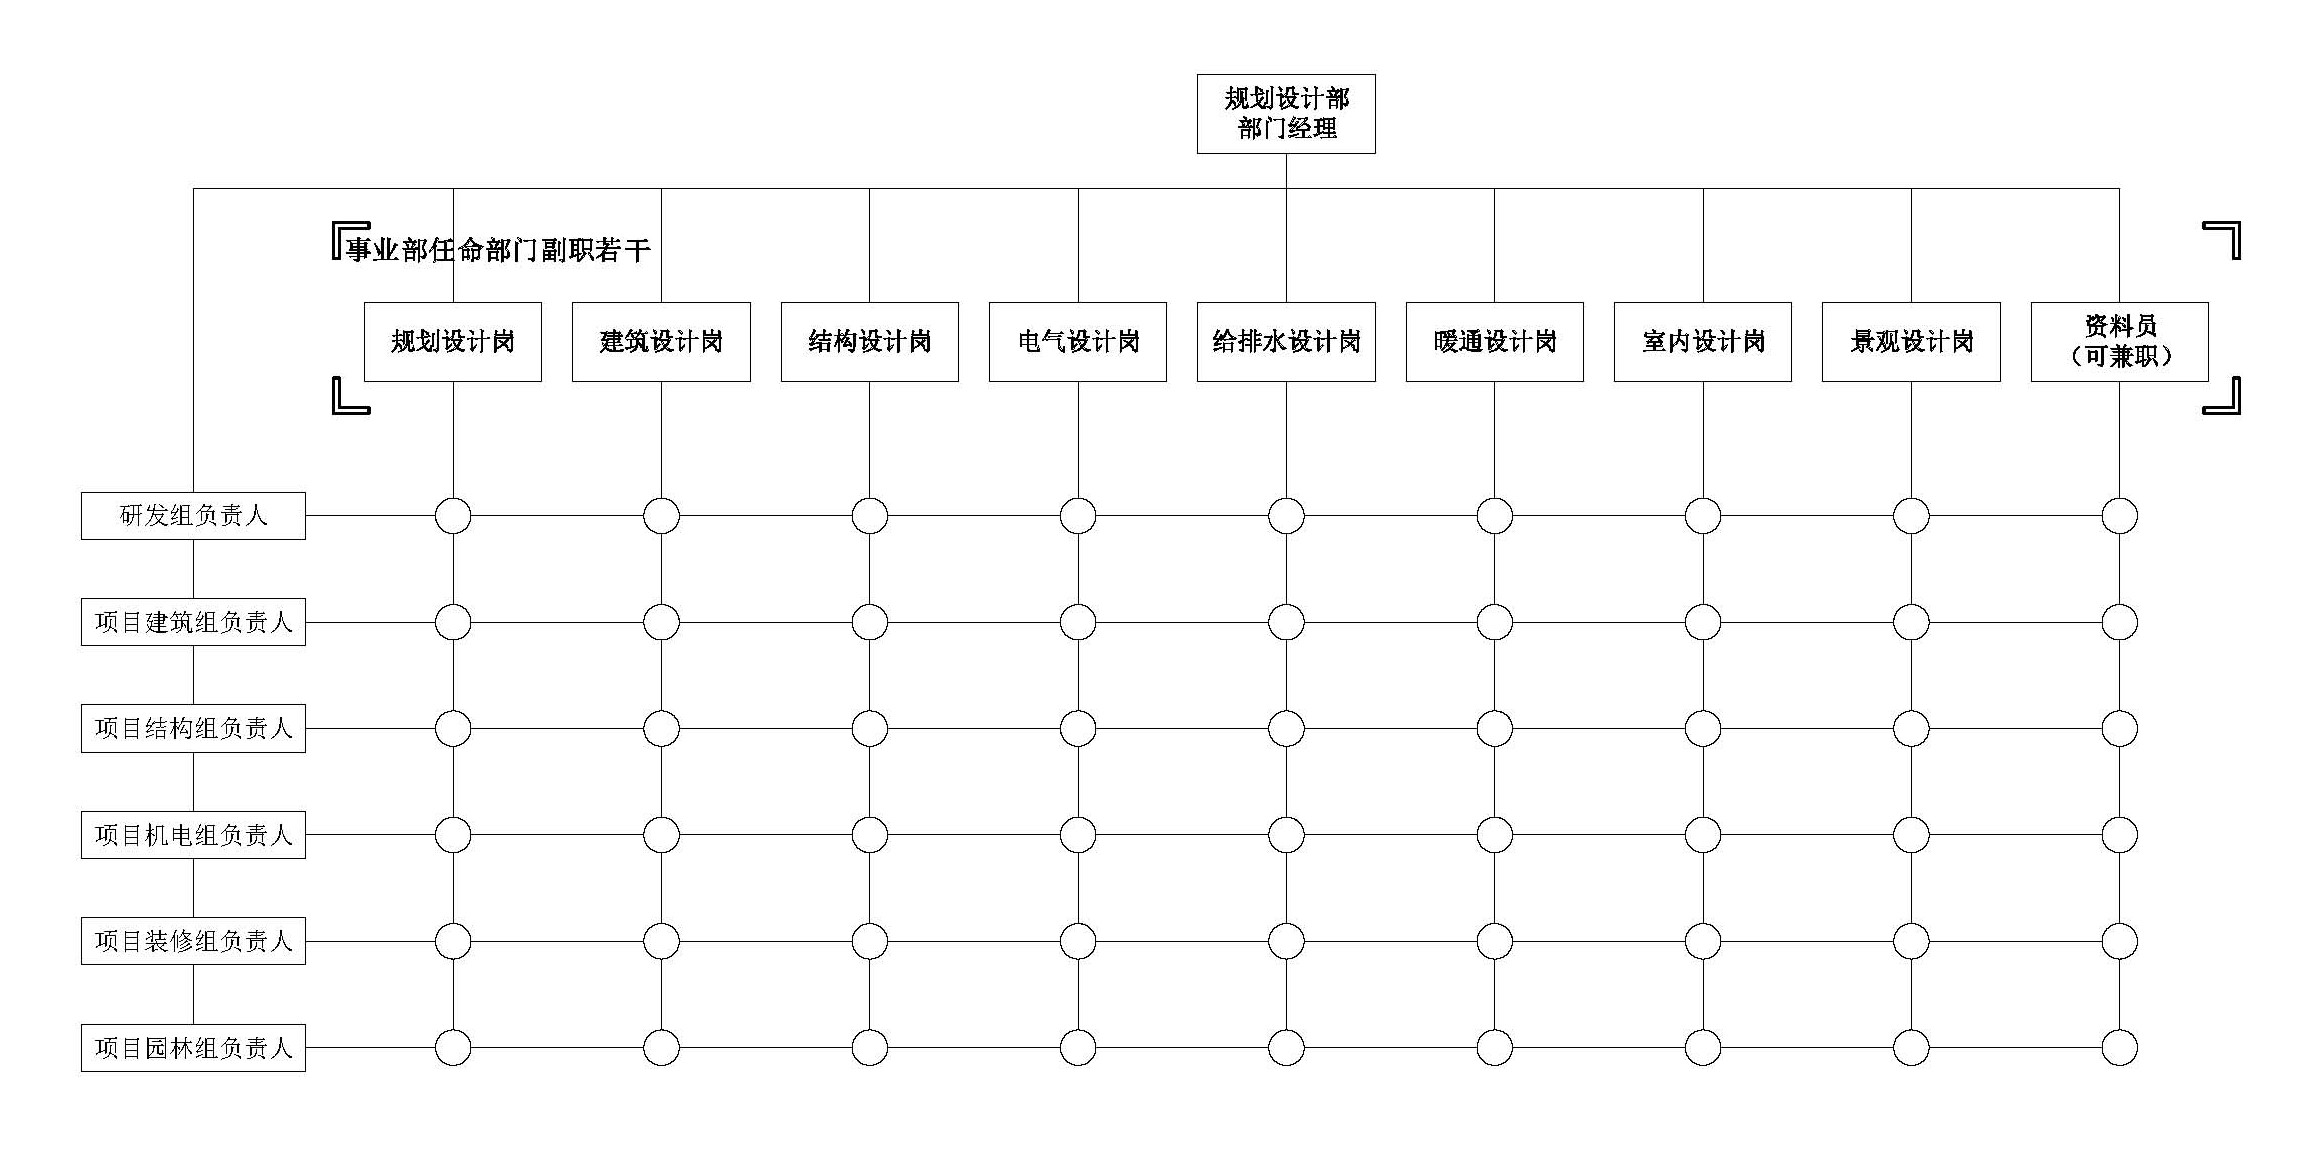 规划设计部
部门经理
事业部任命部门副职若干
规划设计岗
建筑设计岗
结构设计岗
电气设计岗
给排水设计岗
暖通设计岗
室内设计岗
景观设计岗
资料员
（可兼职）
研发组负责人
项目建筑组负责人
项目结构组负责人
项目机电组负责人
项目装修组负责人
项目园林组负责人